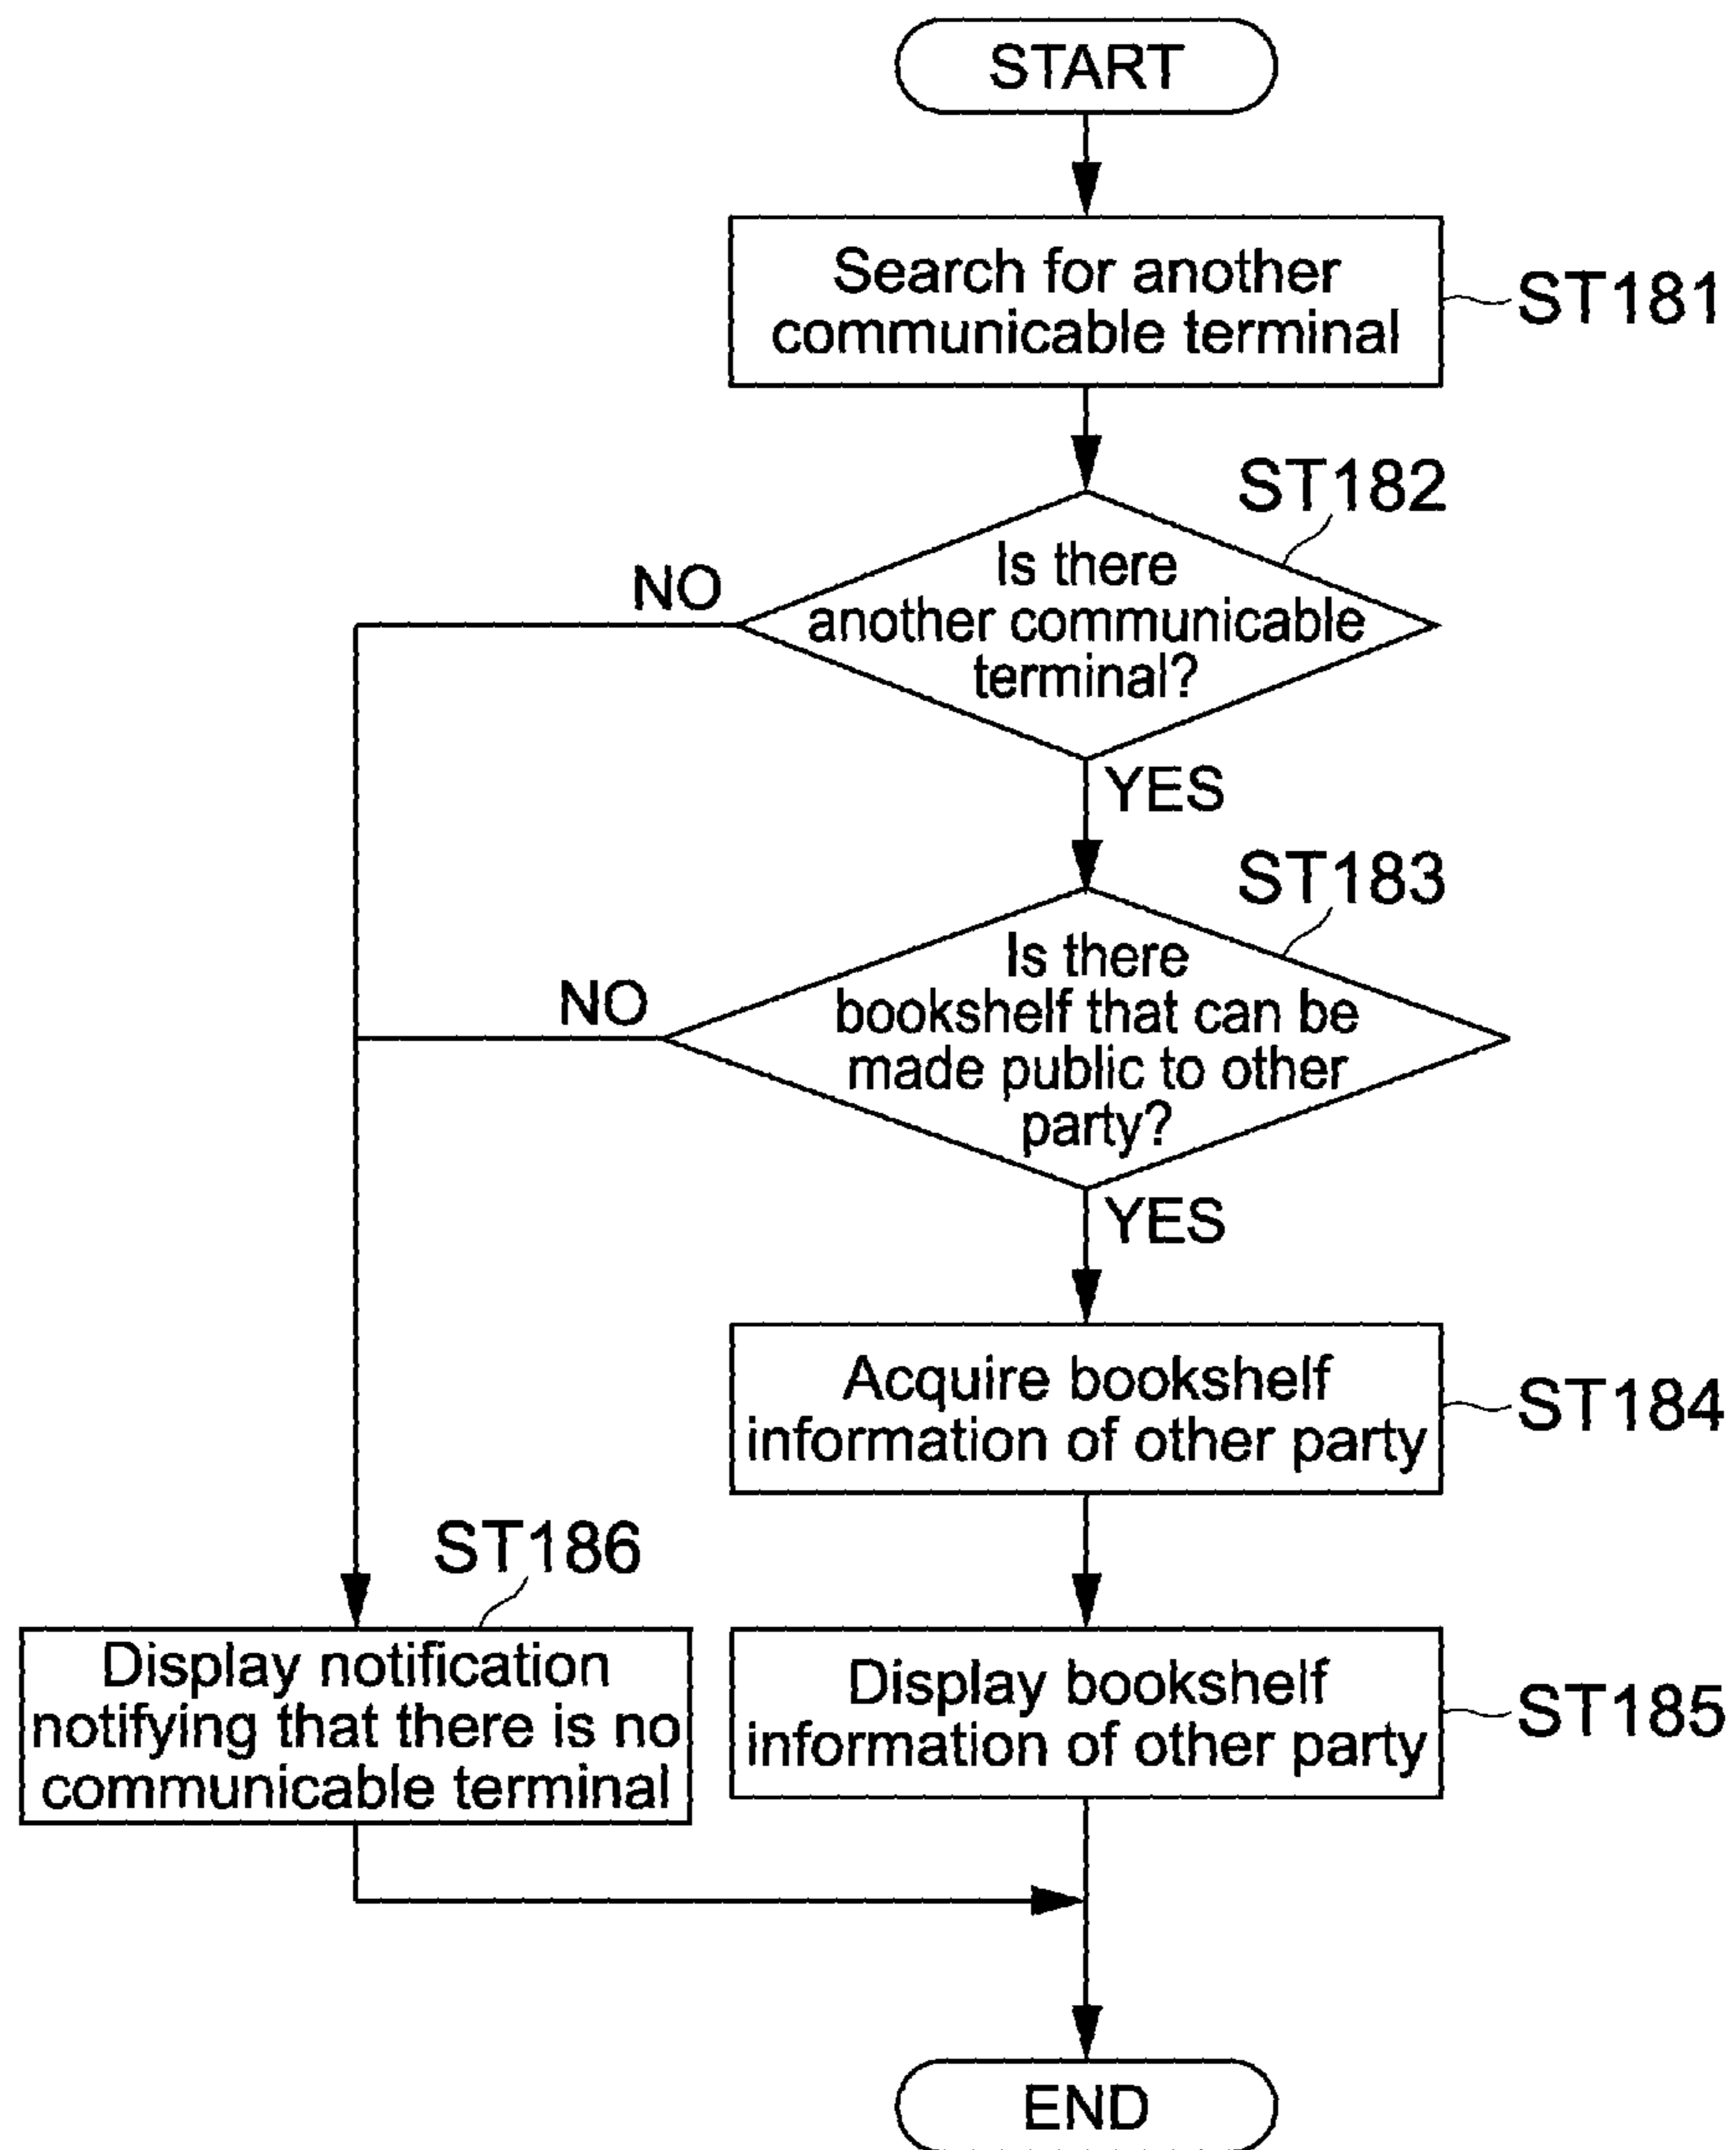 START
Search for another
communicable terminal
ST181
ST182
Is there
another communicable
terminal?
NO
YES
ST183
Is there
bookshelf that can be
made public to other
party?
NO
YES
Acquire bookshelf
information of other party
ST184
ST186
Display notification
notifying that there is no
communicable terminal
Display bookshelf
information of other party
ST185
END